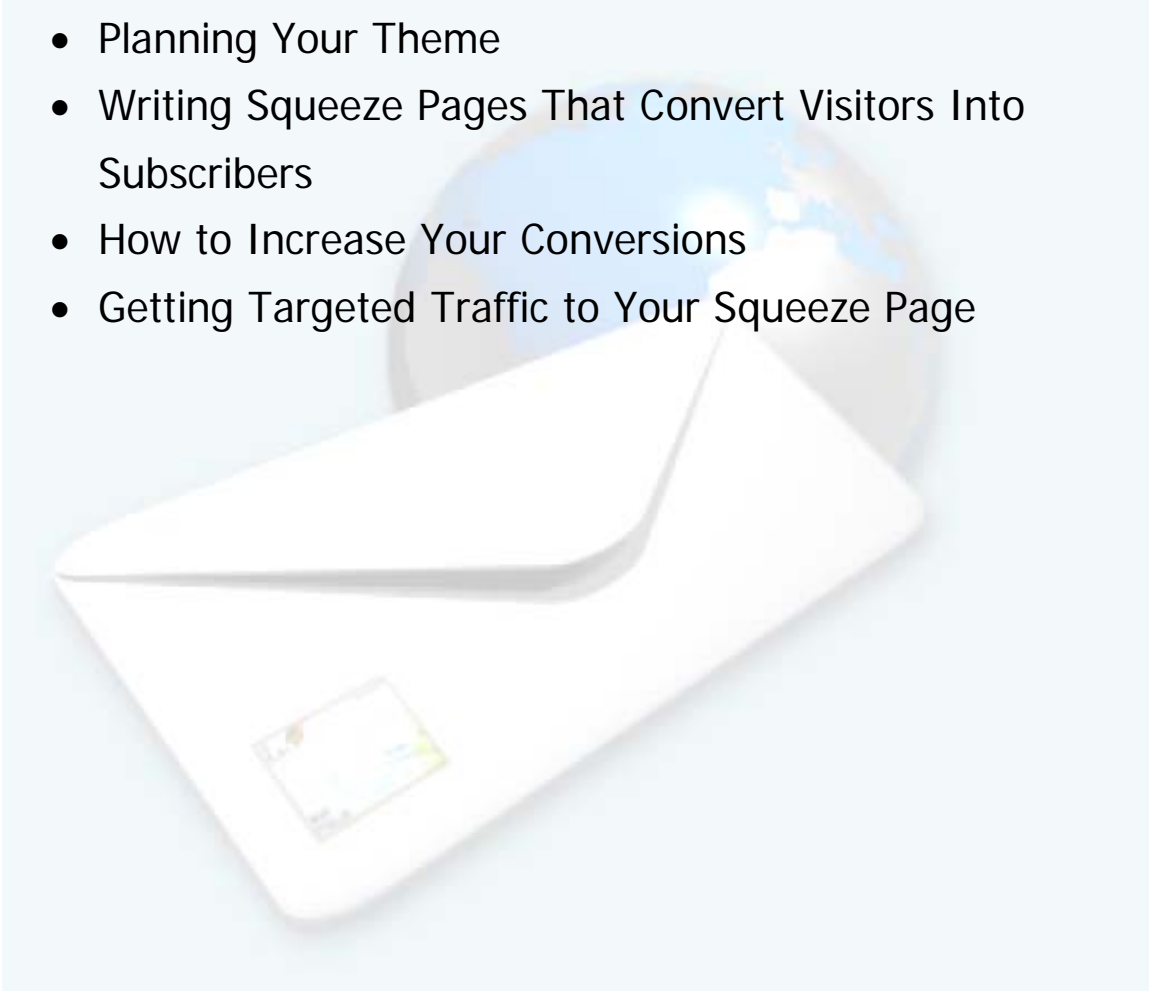 • Planning Your Theme
• Writing Squeeze Pages That Convert Visitors Into
Subscribers
• How to Increase Your Conversions
• Getting Targeted Traffic to Your Squeeze Page